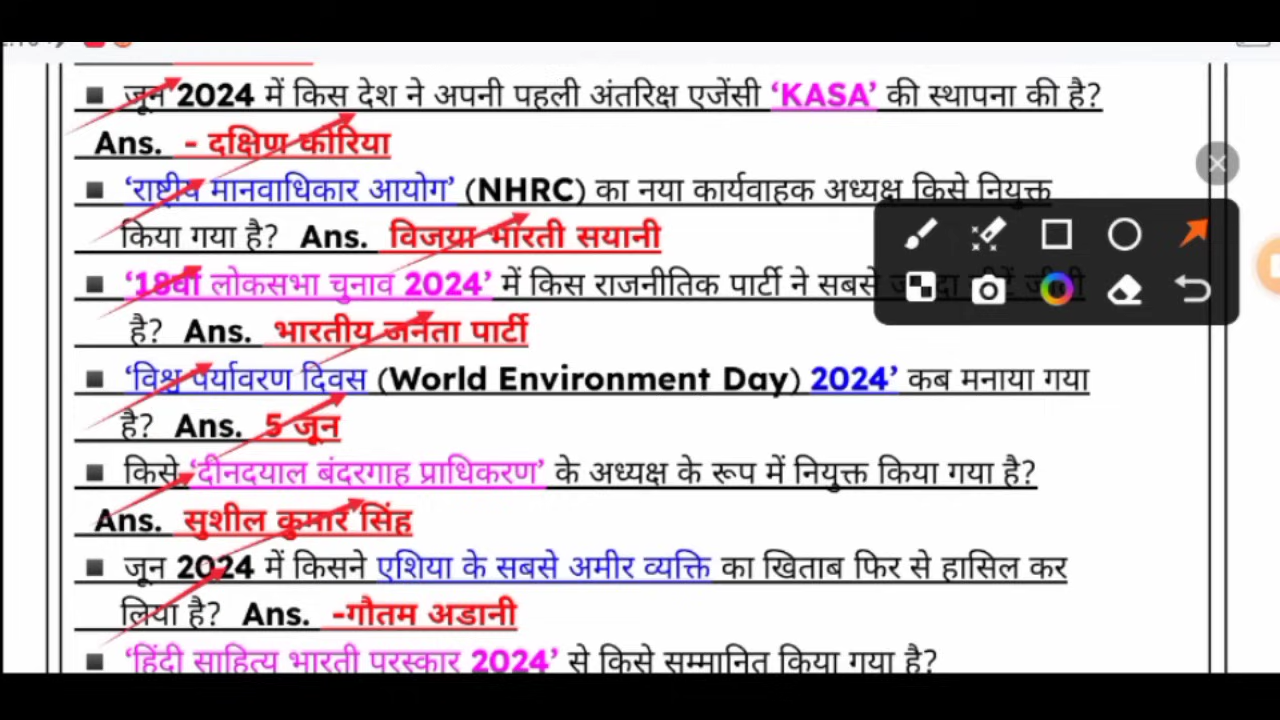 ▪ जून 2024 में किस देश ने अपनी पहली अंतरिक्ष एजेंसी ‘KASA’ की स्थापना की है?
Ans. - दक्षिण कोरिया
▪ ‘राष्ट्रीय मानवाधिकार आयोग’ (NHRC) का नया कार्यवाहक अध्यक्ष किसे नियुक्त
किया गया है? Ans. विजया भारती सयानी
▪ ‘18वां लोकसभा चुनाव 2024’ में किस राजनीतिक पार्टी ने सबसे
है? Ans. भारतीय जनता पार्टी
▪ ‘विश्व पर्यावरण दिवस (World Environment Day) 2024’ कब मनाया गया
है? Ans. 5 जून
▪ किसे ‘दीनदयाल बंदरगाह प्राधिकरण’ के अध्यक्ष के रूप में नियुक्त किया गया है?
Ans. सुशील कुमार सिंह
▪ जून 2024 में किसने एशिया के सबसे अमीर व्यक्ति का खिताब फिर से हासिल कर
लिया है? Ans. -गौतम अडानी
▪ ‘हिंदी साहित्य भारती पुरस्कार 2024’ से किसे सम्मानित किया गया है?